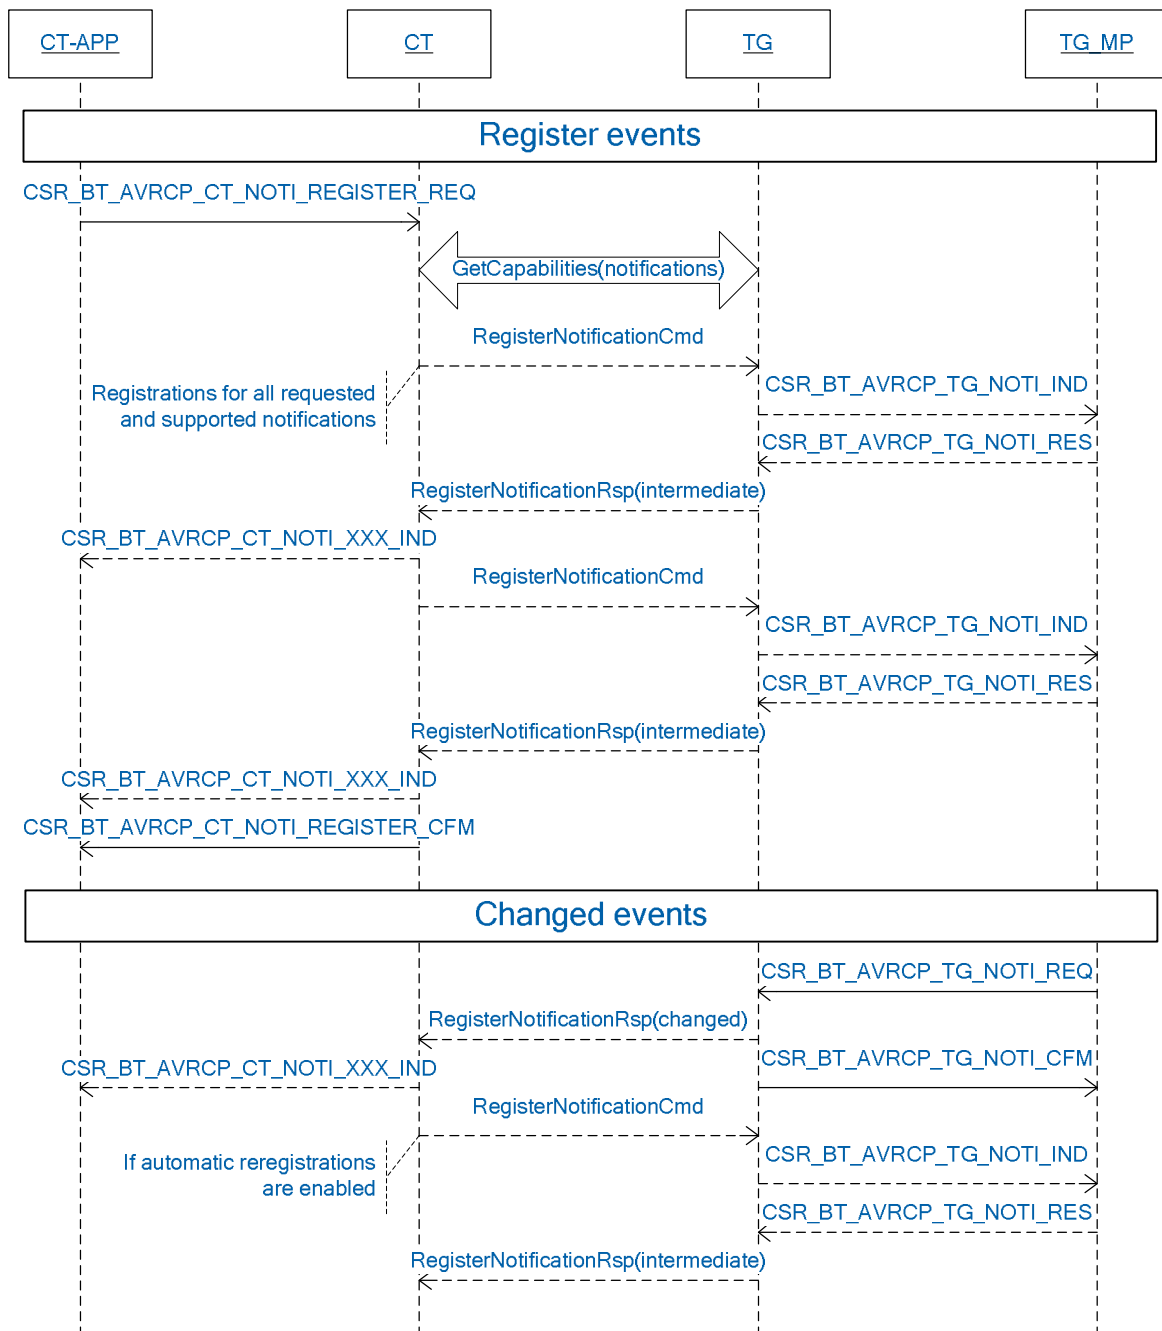 CT-APP
CT
TG
TG_MP
Register events
CSR_BT_AVRCP_CT_NOTI_REGISTER_REQ
GetCapabilities(notifications)
RegisterNotificationCmd
Registrations for all requested
and supported notifications
CSR_BT_AVRCP_TG_NOTI_IND
CSR_BT_AVRCP_TG_NOTI_RES
RegisterNotificationRsp(intermediate)
CSR_BT_AVRCP_CT_NOTI_XXX_IND
RegisterNotificationCmd
CSR_BT_AVRCP_TG_NOTI_IND
CSR_BT_AVRCP_TG_NOTI_RES
RegisterNotificationRsp(intermediate)
CSR_BT_AVRCP_CT_NOTI_XXX_IND
CSR_BT_AVRCP_CT_NOTI_REGISTER_CFM
Changed events
CSR_BT_AVRCP_TG_NOTI_REQ
RegisterNotificationRsp(changed)
CSR_BT_AVRCP_CT_NOTI_XXX_IND
CSR_BT_AVRCP_TG_NOTI_CFM
RegisterNotificationCmd
If automatic reregistrations
are enabled
CSR_BT_AVRCP_TG_NOTI_IND
CSR_BT_AVRCP_TG_NOTI_RES
RegisterNotificationRsp(intermediate)